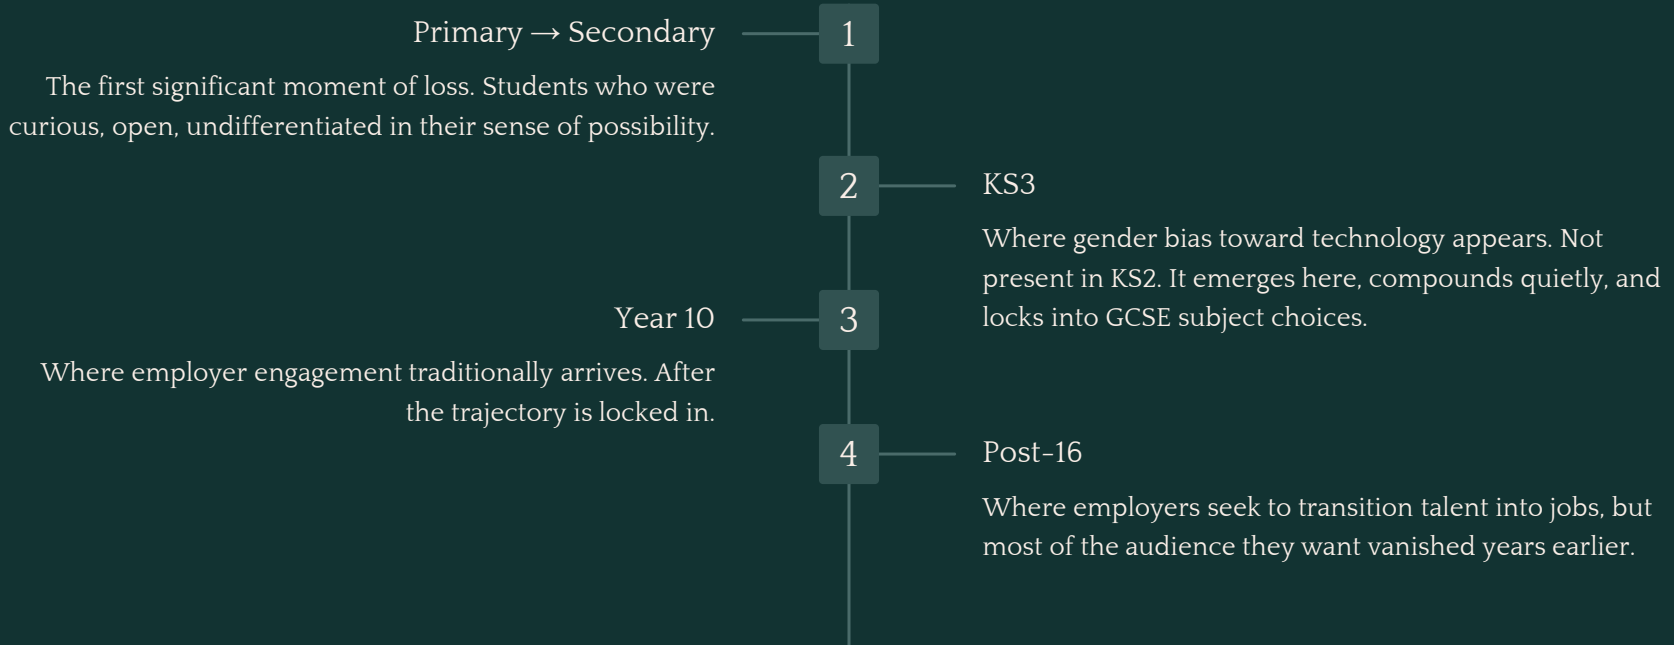 Primary → Secondary
1
The first significant moment of loss. Students who were
curious, open, undifferentiated in their sense of possibility.
2
KS3
Where gender bias toward technology appears. Not
present in KS2. It emerges here, compounds quietly, and
locks into GCSE subject choices.
Year 10
3
Where employer engagement traditionally arrives. After
the trajectory is locked in.
4
Post-16
Where employers seek to transition talent into jobs, but
most of the audience they want vanished years earlier.